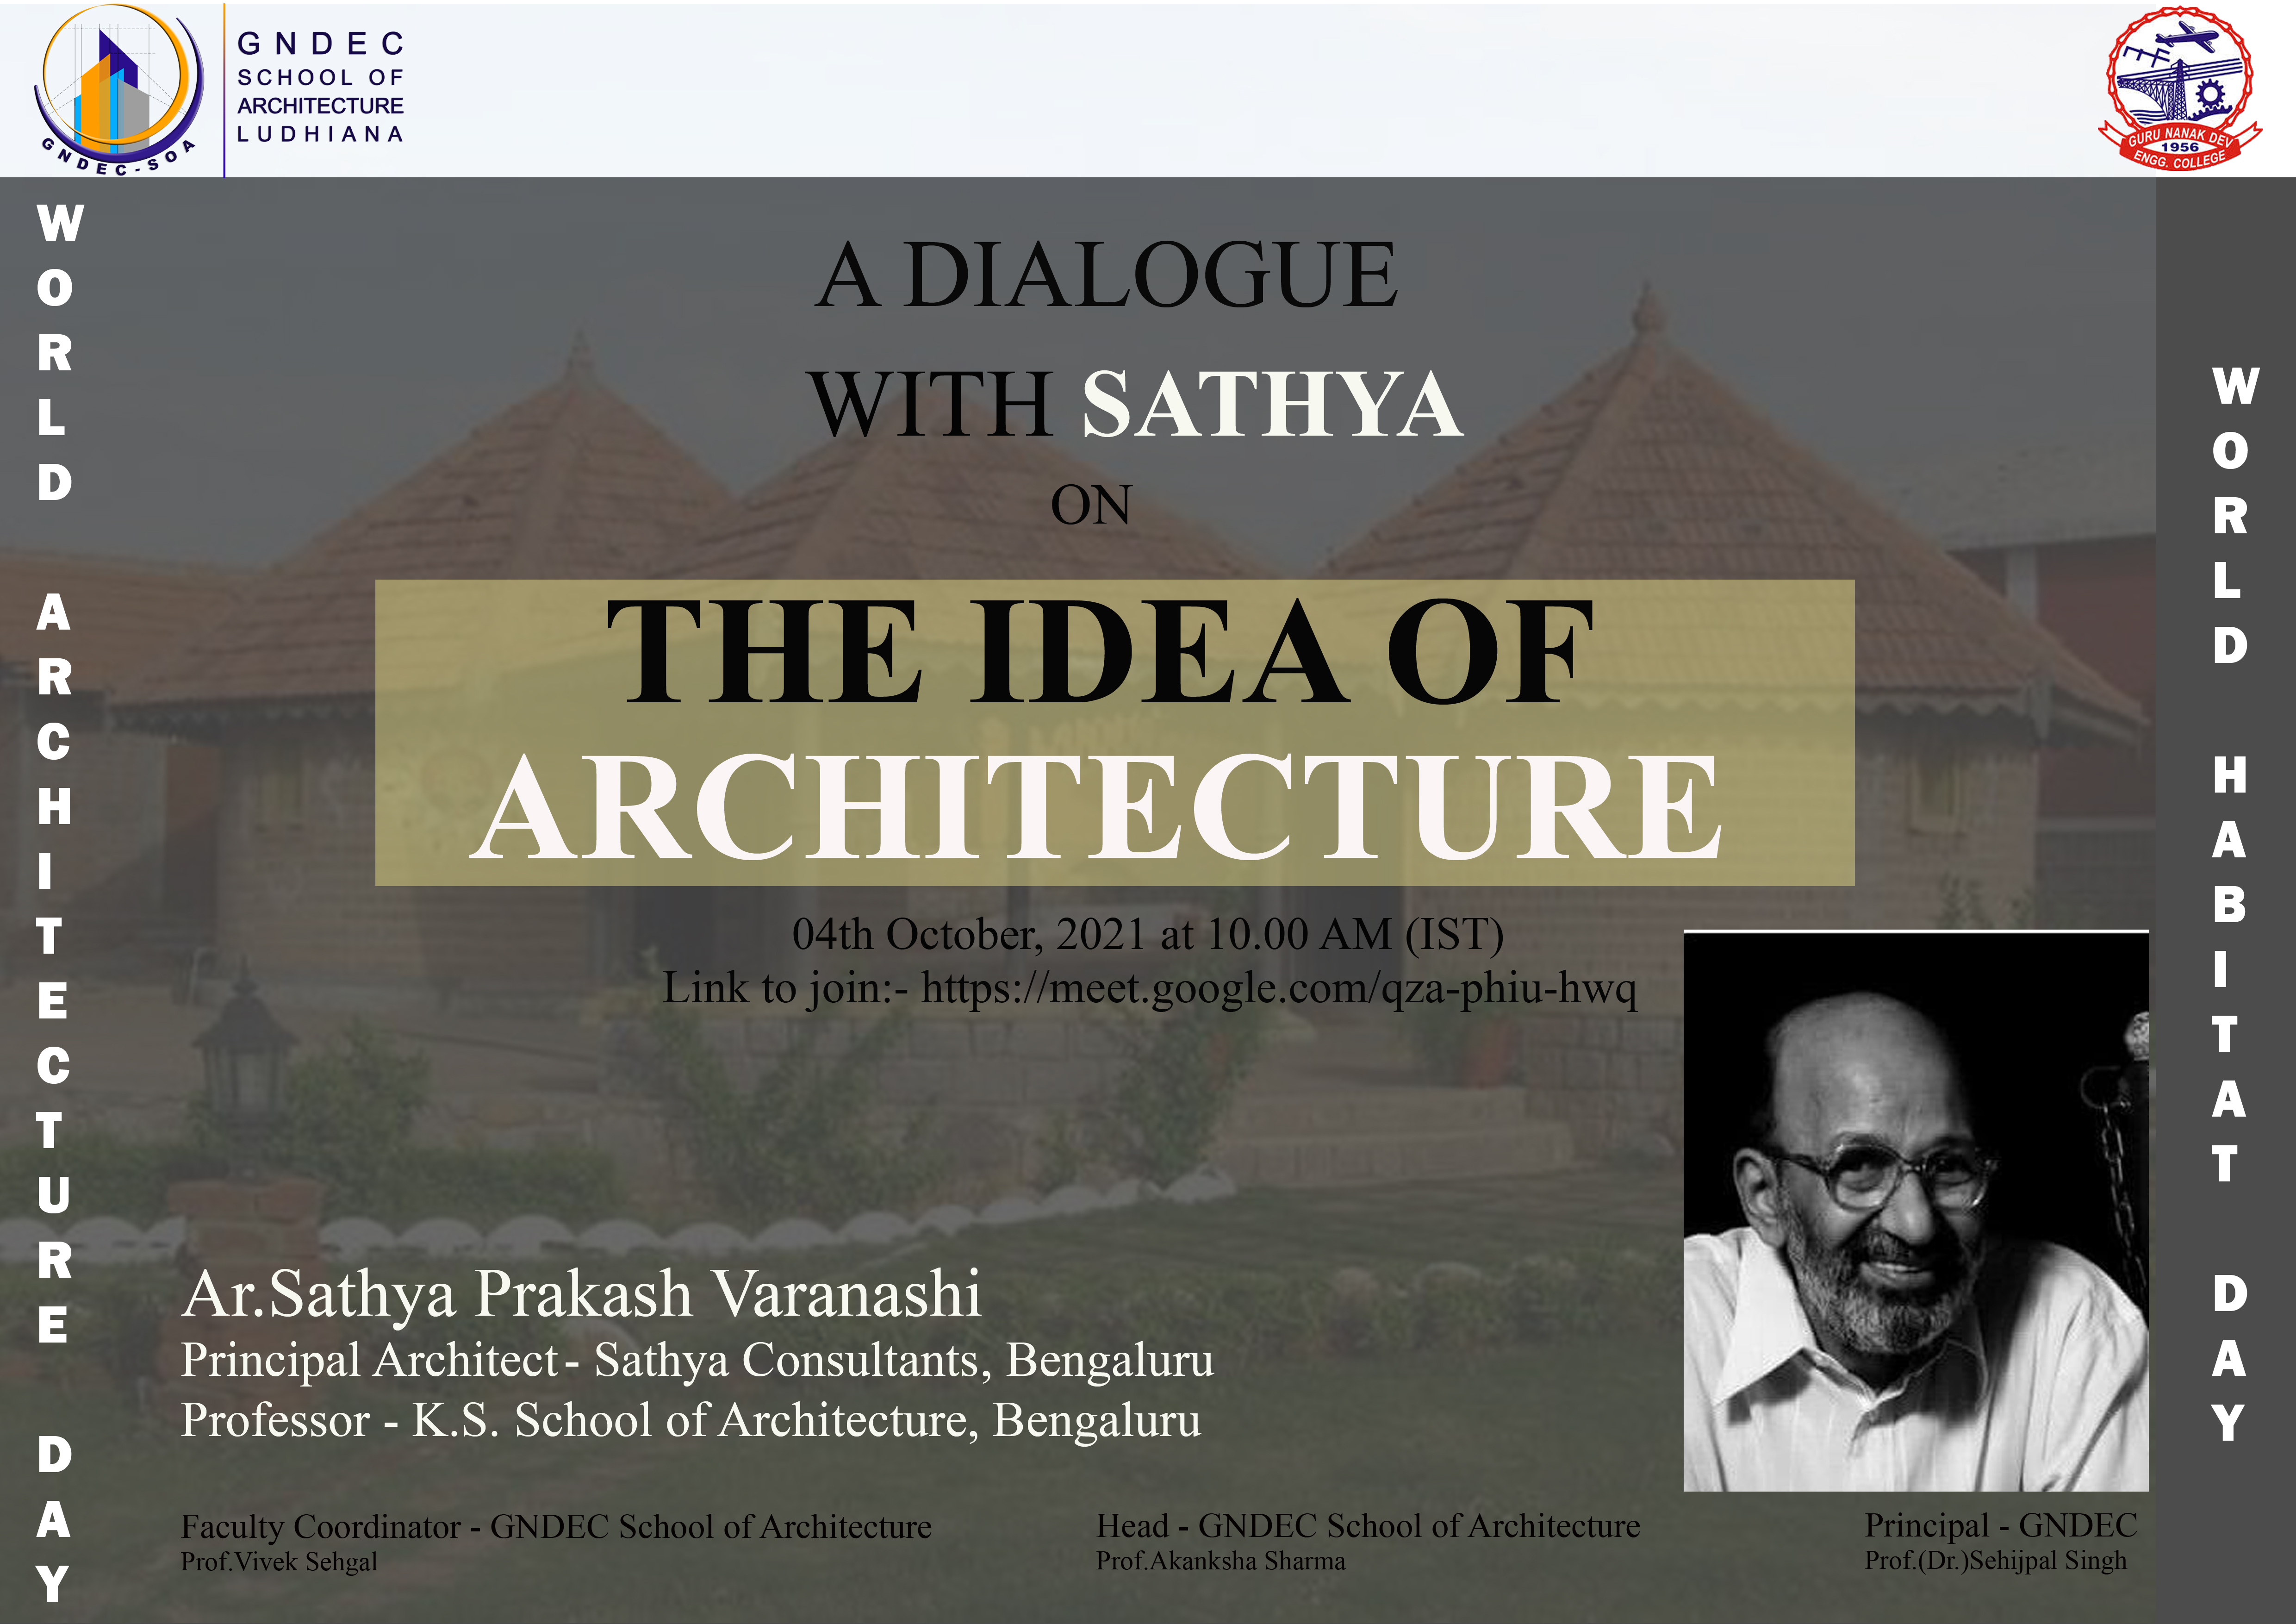 GNDEC
SCHOOL OF
ARCHITECTURE
LUDHIANA
GNDEC-SOA
GURU NANAK DEV
1956
ENGG. COLLEGE
WORLD ARCHITECTURE DAY
A DIALOGUE
WITH SATHYA
ON
THE IDEA OF
ARCHITECTURE
04th October, 2021 at 10.00 AM (IST)
Link to join:- https://meet.google.com/qza-phiu-hwq
WORLD HABITAT DAY
Ar.Sathya Prakash Varanashi
Principal Architect- Sathya Consultants, Bengaluru
Professor - K.S. School of Architecture, Bengaluru
Faculty Coordinator - GNDEC School of Architecture
Prof.Vivek Sehgal
Head - GNDEC School of Architecture
Prof.Akanksha Sharma
Principal - GNDEC
Prof.(Dr.)Sehijpal Singh